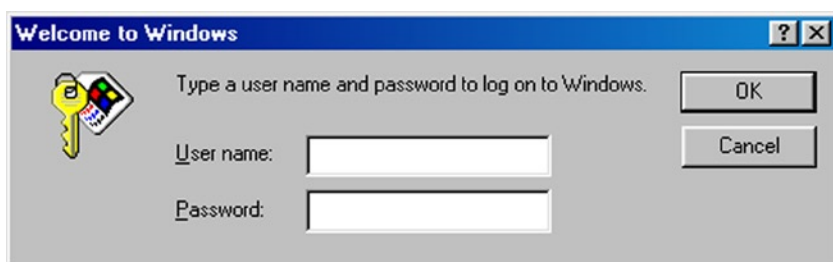 Welcome to Windows
Type a user name and password to log on to Windows.
OK
User name:
Cancel
Password: